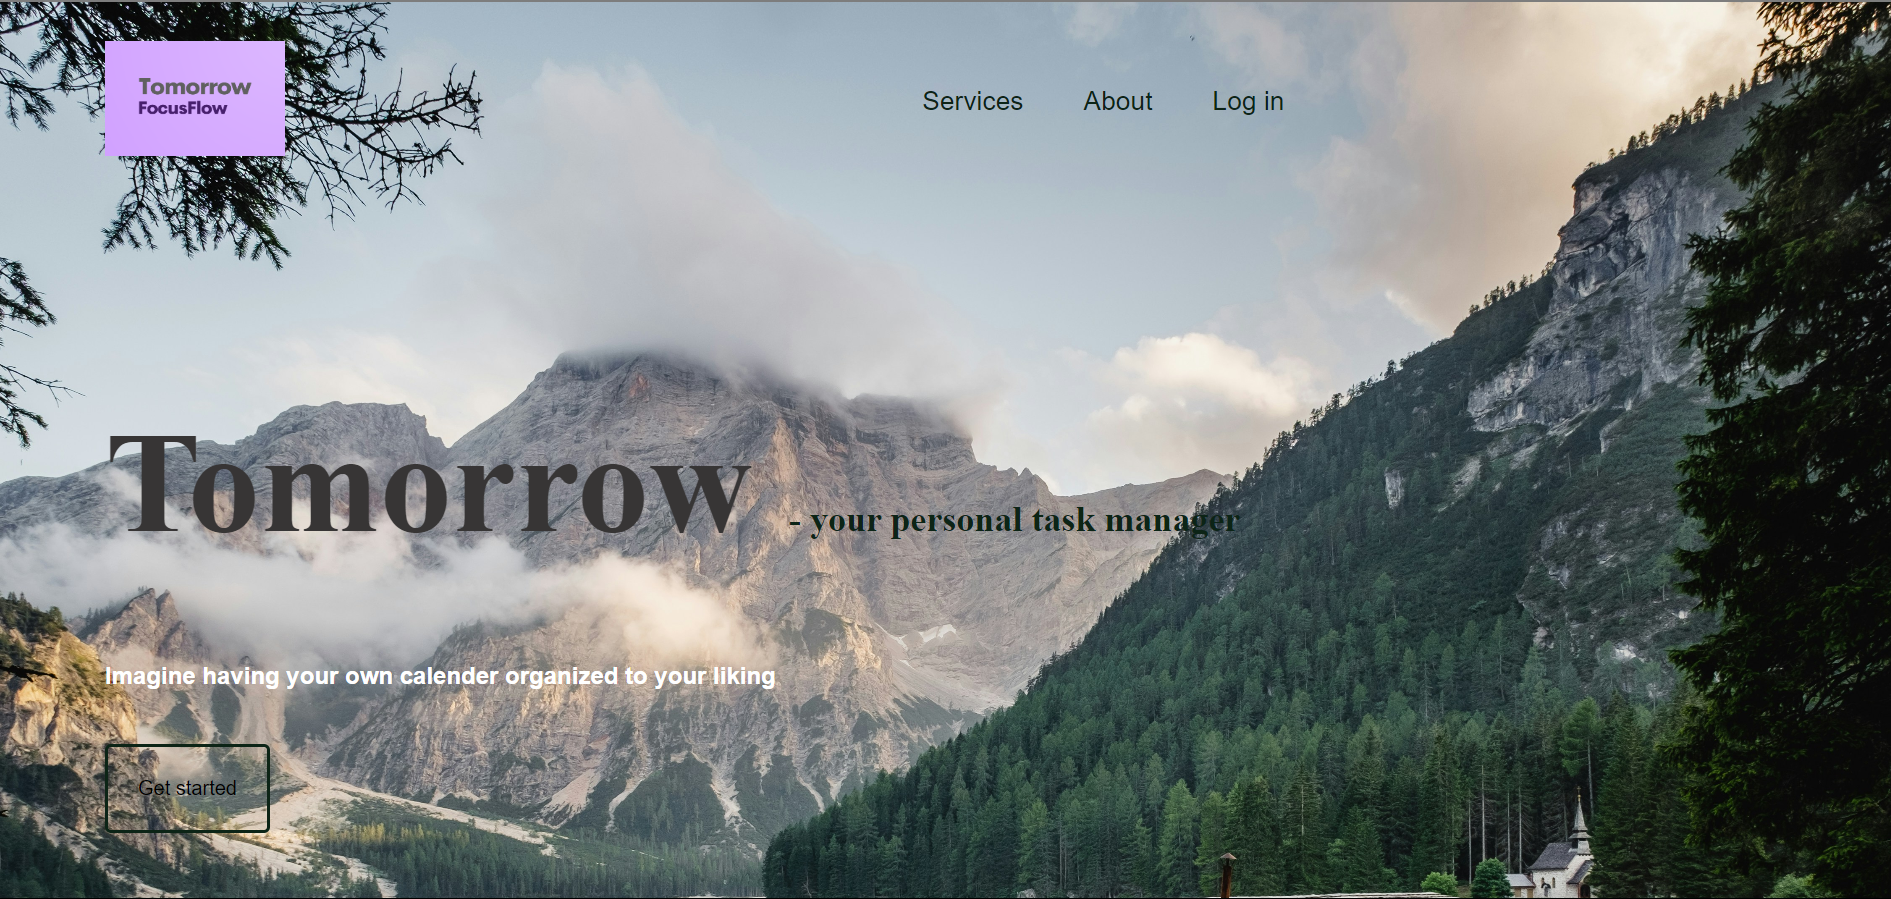 Tomorrow
FocusFlow
Services About Log in
Tomorrow - your personal task manager
Imagine having your own calender organized to your liking
Get started